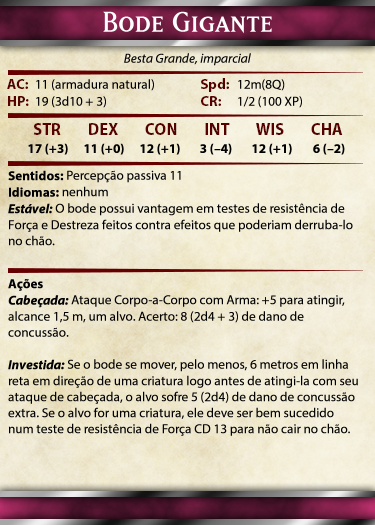 Bode Gigante
Besta Grande, imparcial
AC: 11 (armadura natural) Spd: 12m(8Q)
HP: 19 (3d10 + 3) CR: 1/2 (100 XP)
STR DEX CON INT WIS CHA
17 (+3) 11 (+0) 12 (+1) 3 (–4) 12 (+1) 6 (–2)
Sentidos: Percepção passiva 11
Idiomas: nenhum
Estável: O bode possui vantagem em testes de resistência de
Força e Destreza feitos contra efeitos que poderiam derruba-lo
no chão.
Ações
Cabeçada: Ataque Corpo-a-Corpo com Arma: +5 para atingir,
alcance 1,5 m, um alvo. Acerto: 8 (2d4 + 3) de dano de
concussão.
Investida: Se o bode se mover, pelo menos, 6 metros em linha
reta em direção de uma criatura logo antes de atingi-la com seu
ataque de cabeçada, o alvo sofre 5 (2d4) de dano de concussão
extra. Se o alvo for uma criatura, ele deve ser bem sucedido
num teste de resistência de Força CD 13 para não cair no chão.